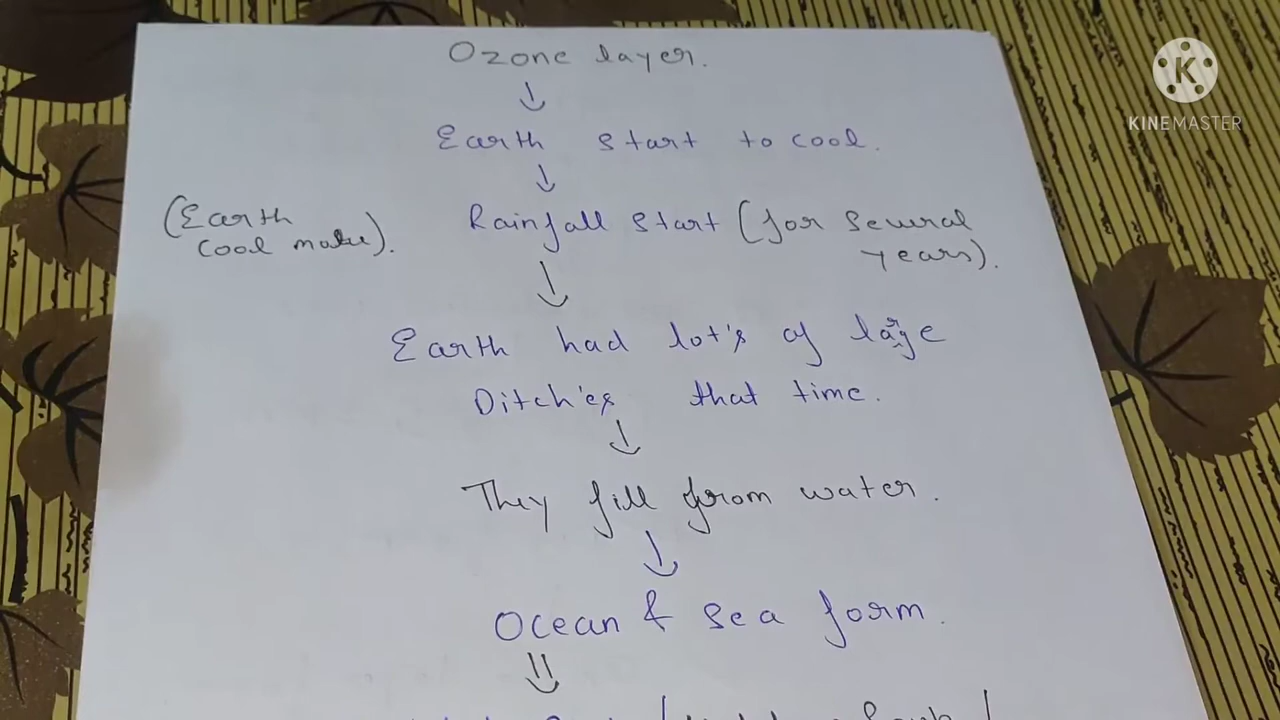 Ozone layer.
↓
Earth start to cool.
↓
(Earth cool make). Rainfall start (for several years).
↓
Earth had lot's of large
Ditch'es that time.
↓
They fill from water.
↓
Ocean & Sea form.
⇓
KINEMASTER